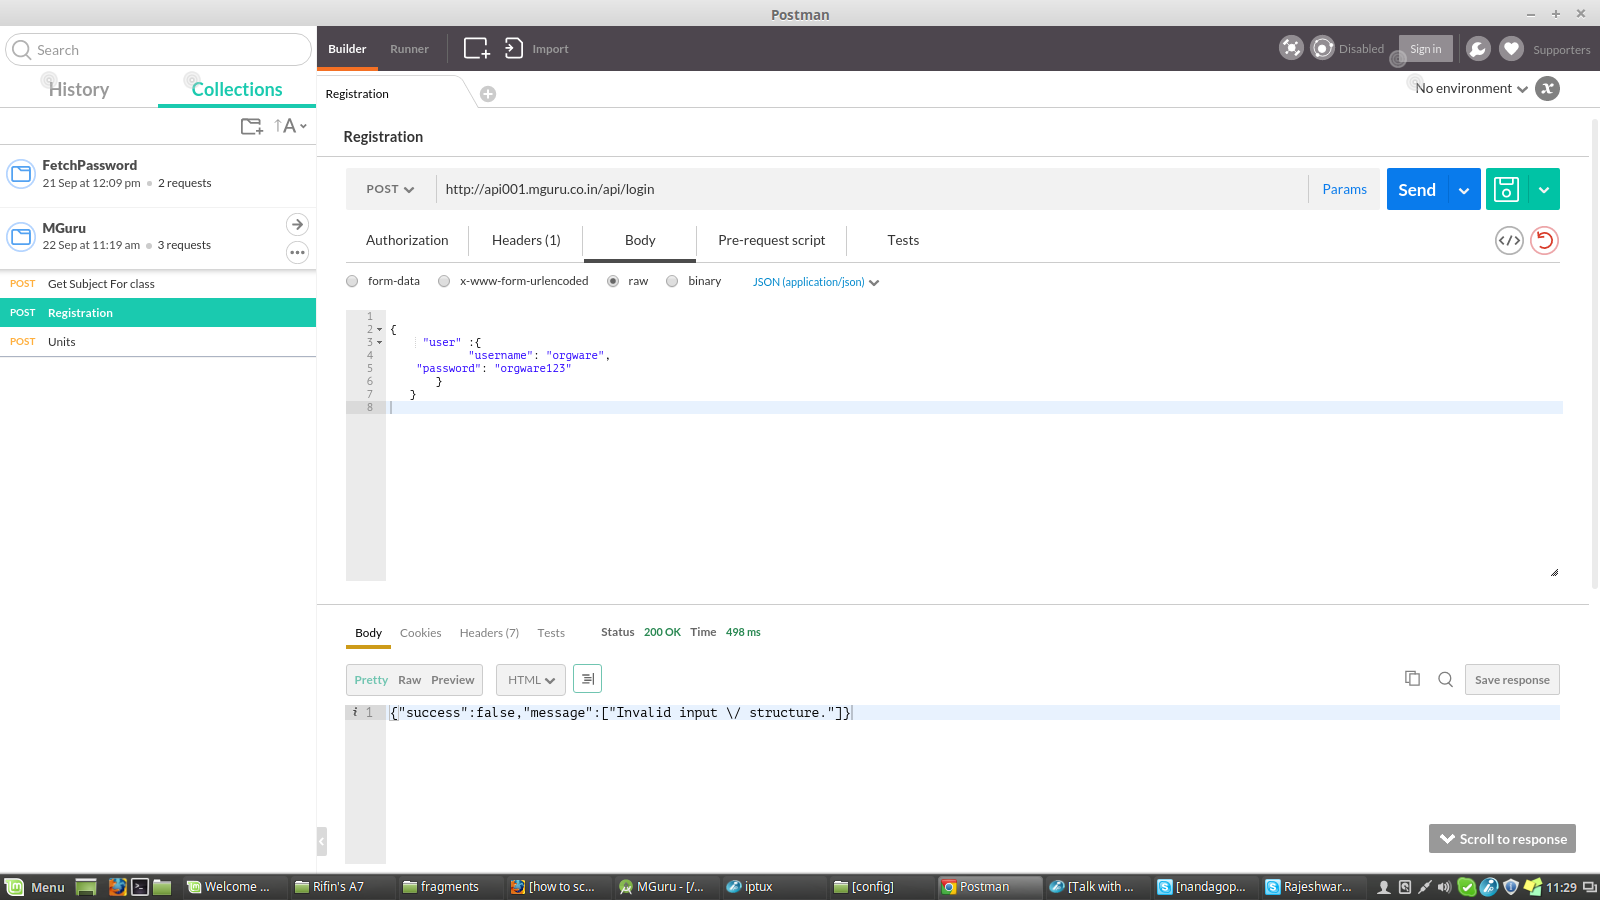 Postman
Search
Builder
Runner
Import
Disabled
Sign in
Supporters
History
Collections
Registration
No environment
A
Registration
FetchPassword
21 Sep at 12:09 pm
2 requests
POST
http://api001.mguru.co.in/api/login
Params
Send
MGuru
22 Sep at 11:19 am
3 requests
Authorization
Headers (1)
Body
Pre-request script
Tests
POST Get Subject For class
POST Registration
POST Units
form-data
x-www-form-urlencoded
raw
binary
JSON (application/json)
1
2 {
3 "user" :{
4 "username": "orgware",
5 "password": "orgware123"
6 }
7 }
8
Body
Cookies
Headers (7)
Tests
Status 200 OK Time 498 ms
Pretty Raw Preview
HTML
Save response
i 1 {"success":false,"message":["Invalid input \/ structure."]}
Scroll to response
Menu
Welcome ...
Rifin's A7
fragments
[how to sc...
MGuru - [/...
iptux
[config]
Postman
[Talk with ...
[nandagop...
Rajeshwar...
11:29